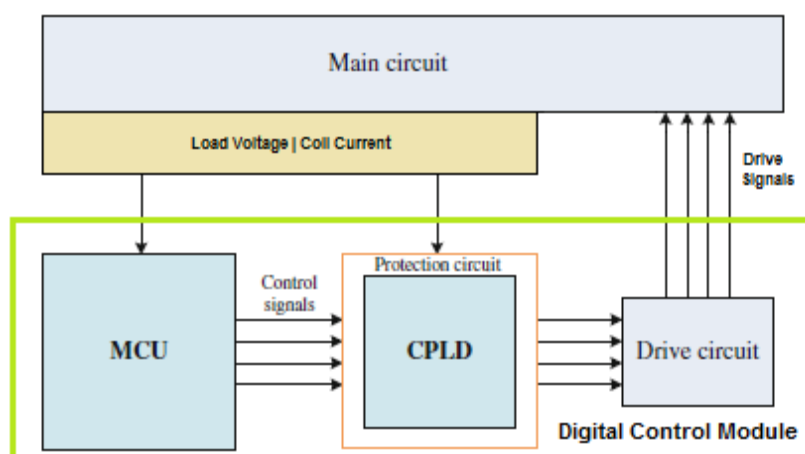 Main circuit
Load Voltage | Coil Current
Drive
Signals
Protection circuit
Control
signals
MCU
CPLD
Drive circuit
Digital Control Module